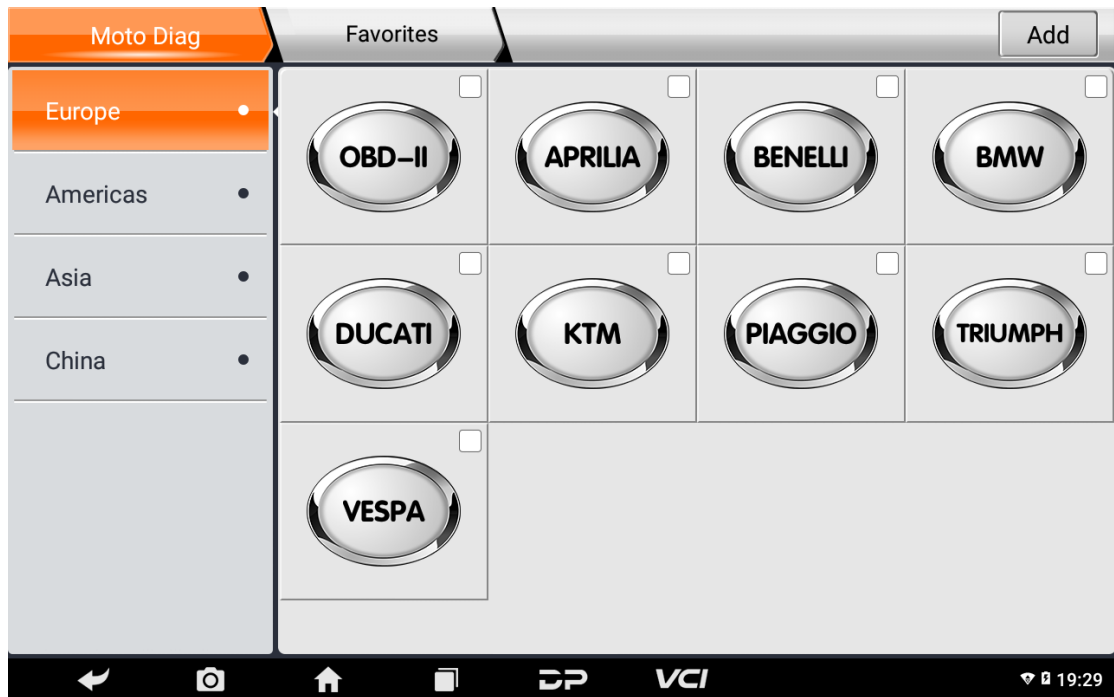 Moto Diag
Favorites
Add
Europe
Americas
Asia
China
OBD-II
APRILIA
BENELLI
BMW
DUCATI
KTM
PIAGGIO
TRIUMPH
VESPA
DP
VCI
19:29